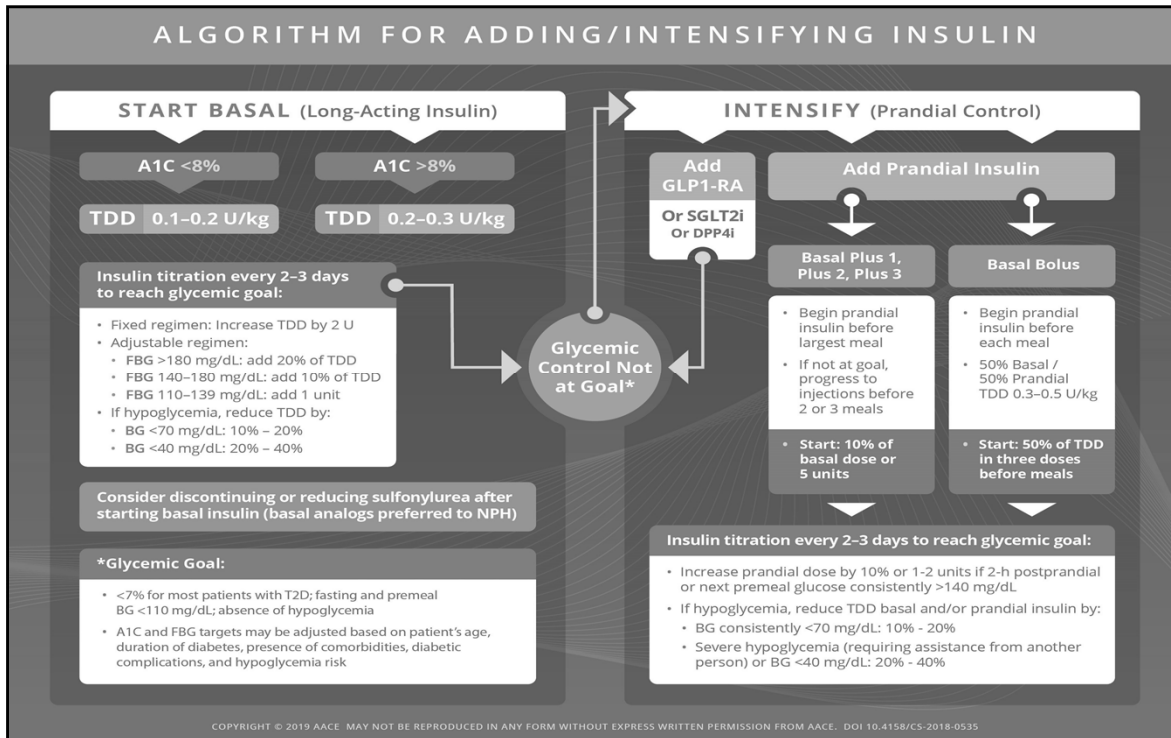 ALGORITHM FOR ADDING/INTENSIFYING INSULIN
START BASAL (Long-Acting Insulin)
A1C <8%
A1C >8%
TDD 0.1–0.2 U/kg
TDD 0.2–0.3 U/kg
Insulin titration every 2–3 days
to reach glycemic goal:
• Fixed regimen: Increase TDD by 2 U
• Adjustable regimen:
• FBG >180 mg/dL: add 20% of TDD
• FBG 140–180 mg/dL: add 10% of TDD
• FBG 110–139 mg/dL: add 1 unit
• If hypoglycemia, reduce TDD by:
• BG <70 mg/dL: 10% – 20%
• BG <40 mg/dL: 20% – 40%
Consider discontinuing or reducing sulfonylurea after
starting basal insulin (basal analogs preferred to NPH)
*Glycemic Goal:
• <7% for most patients with T2D; fasting and premeal
BG <110 mg/dL; absence of hypoglycemia
• A1C and FBG targets may be adjusted based on patient's age,
duration of diabetes, presence of comorbidities, diabetic
complications, and hypoglycemia risk
Glycemic
Control Not
at Goal*
INTENSIFY (Prandial Control)
Add
GLP1-RA
Or SGLT2i
Or DPP4i
Add Prandial Insulin
Basal Plus 1,
Plus 2, Plus 3
• Begin prandial
insulin before
largest meal
• If not at goal,
progress to
injections before
2 or 3 meals
• Start: 10% of
basal dose or
5 units
Basal Bolus
• Begin prandial
insulin before
each meal
• 50% Basal /
50% Prandial
TDD 0.3–0.5 U/kg
• Start: 50% of TDD
in three doses
before meals
Insulin titration every 2–3 days to reach glycemic goal:
• Increase prandial dose by 10% or 1-2 units if 2-h postprandial
or next premeal glucose consistently >140 mg/dL
• If hypoglycemia, reduce TDD basal and/or prandial insulin by:
• BG consistently <70 mg/dL: 10% - 20%
• Severe hypoglycemia (requiring assistance from another
person) or BG <40 mg/dL: 20% - 40%
COPYRIGHT © 2019 AACE MAY NOT BE REPRODUCED IN ANY FORM WITHOUT EXPRESS WRITTEN PERMISSION FROM AACE. DOI 10.4158/CS-2018-0535